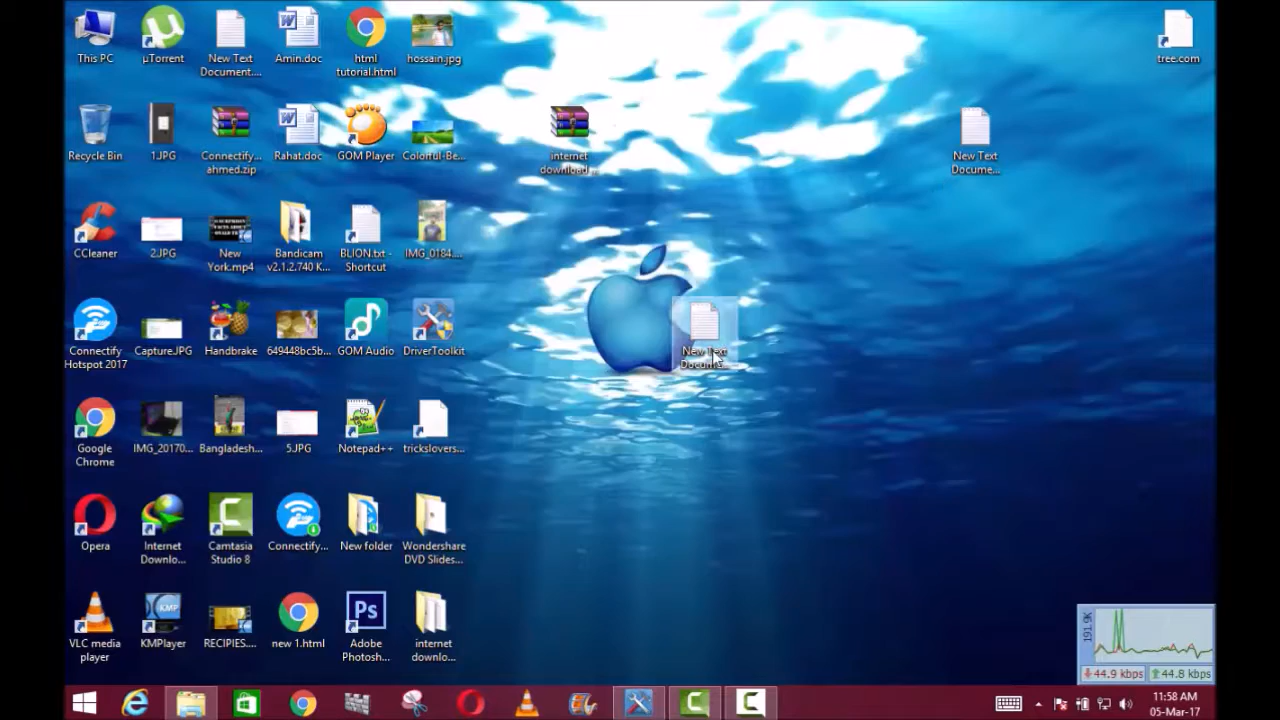 This PC
µTorrent
New Text
Document....
Amin.doc
html
tutorial.html
hossain.jpg
tree.com
Recycle Bin
1.JPG
Connectify...
ahmed.zip
Rahat.doc
GOM Player
Colorful-Be...
internet
download ...
New Text
Docume...
CCleaner
2.JPG
New
York.mp4
Bandicam
v2.1.2.740 K...
BLION.txt -
Shortcut
IMG_0184....
Connectify
Hotspot 2017
Capture.JPG
Handbrake
649448bc5b...
GOM Audio
DriverToolkit
New Text
Docume...
Google
Chrome
IMG_20170...
Bangladesh...
5.JPG
Notepad++
trickslovers...
Opera
Internet
Downlo...
Camtasia
Studio 8
Connectify...
New folder
Wondershare
DVD Slides...
VLC media
player
KMP
KMPlayer
RECIPIES....
new 1.html
Ps
Adobe
Photosh...
internet
downlo...
191.9K
44.9 kbps
44.8 kbps
11:58 AM
05-Mar-17